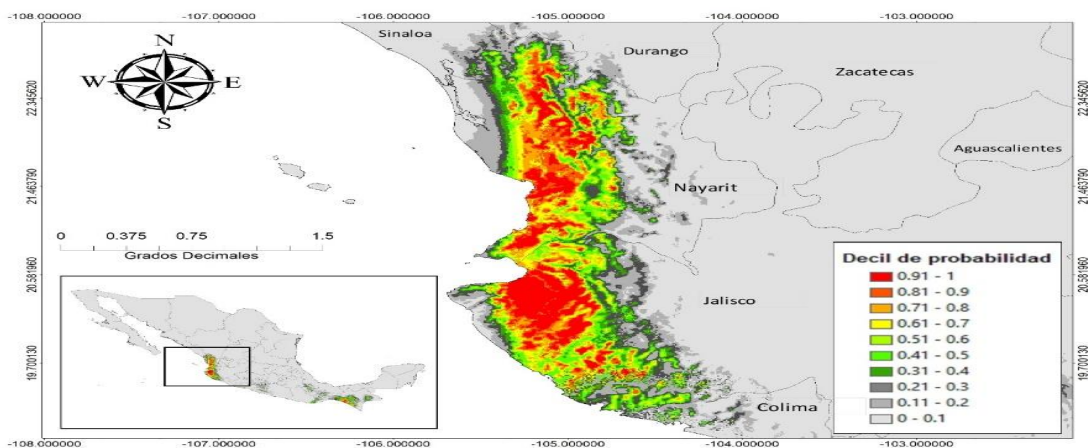 -108.000000 -107.000000 -106.000000 -105.000000 -104.000000 -103.000000
N
W E
S
Sinaloa
Durango
Zacatecas
Aguascalientes
Nayarit
Jalisco
Colima
22.345620
21.463790
20.581960
19.700130
22.345620
21.463790
20.581960
19.700130
0 0.375 0.75 1.5
Grados Decimales
Decil de probabilidad
0.91 - 1
0.81 - 0.9
0.71 - 0.8
0.61 - 0.7
0.51 - 0.6
0.41 - 0.5
0.31 - 0.4
0.21 - 0.3
0.11 - 0.2
0 - 0.1
-108.000000 -107.000000 -106.000000 -105.000000 -104.000000 -103.000000